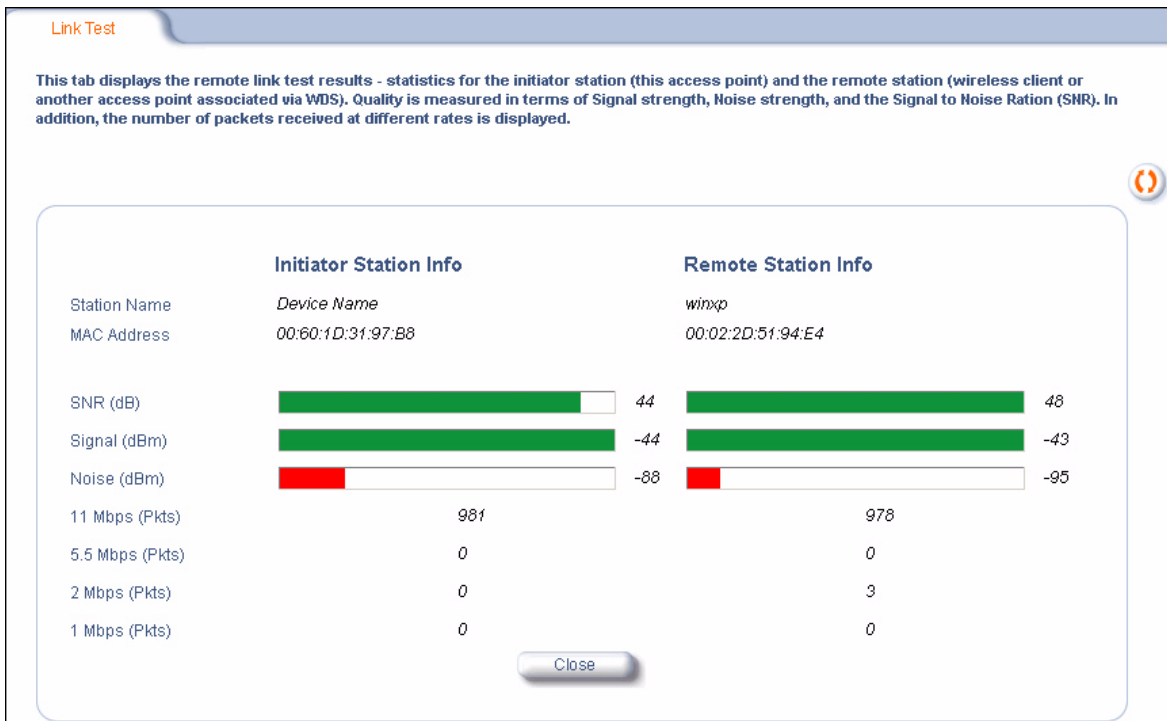 Link Test
This tab displays the remote link test results - statistics for the initiator station (this access point) and the remote station (wireless client or
another access point associated via WDS). Quality is measured in terms of Signal strength, Noise strength, and the Signal to Noise Ration (SNR). In
addition, the number of packets received at different rates is displayed.
Initiator Station Info Remote Station Info
Station Name Device Name winxp
MAC Address 00:60:1D:31:97:B8 00:02:2D:51:94:E4
SNR (dB) 44 48
Signal (dBm) -44 -43
Noise (dBm) -88 -95
11 Mbps (Pkts) 981 978
5.5 Mbps (Pkts) 0 0
2 Mbps (Pkts) 0 3
1 Mbps (Pkts) 0 0
Close